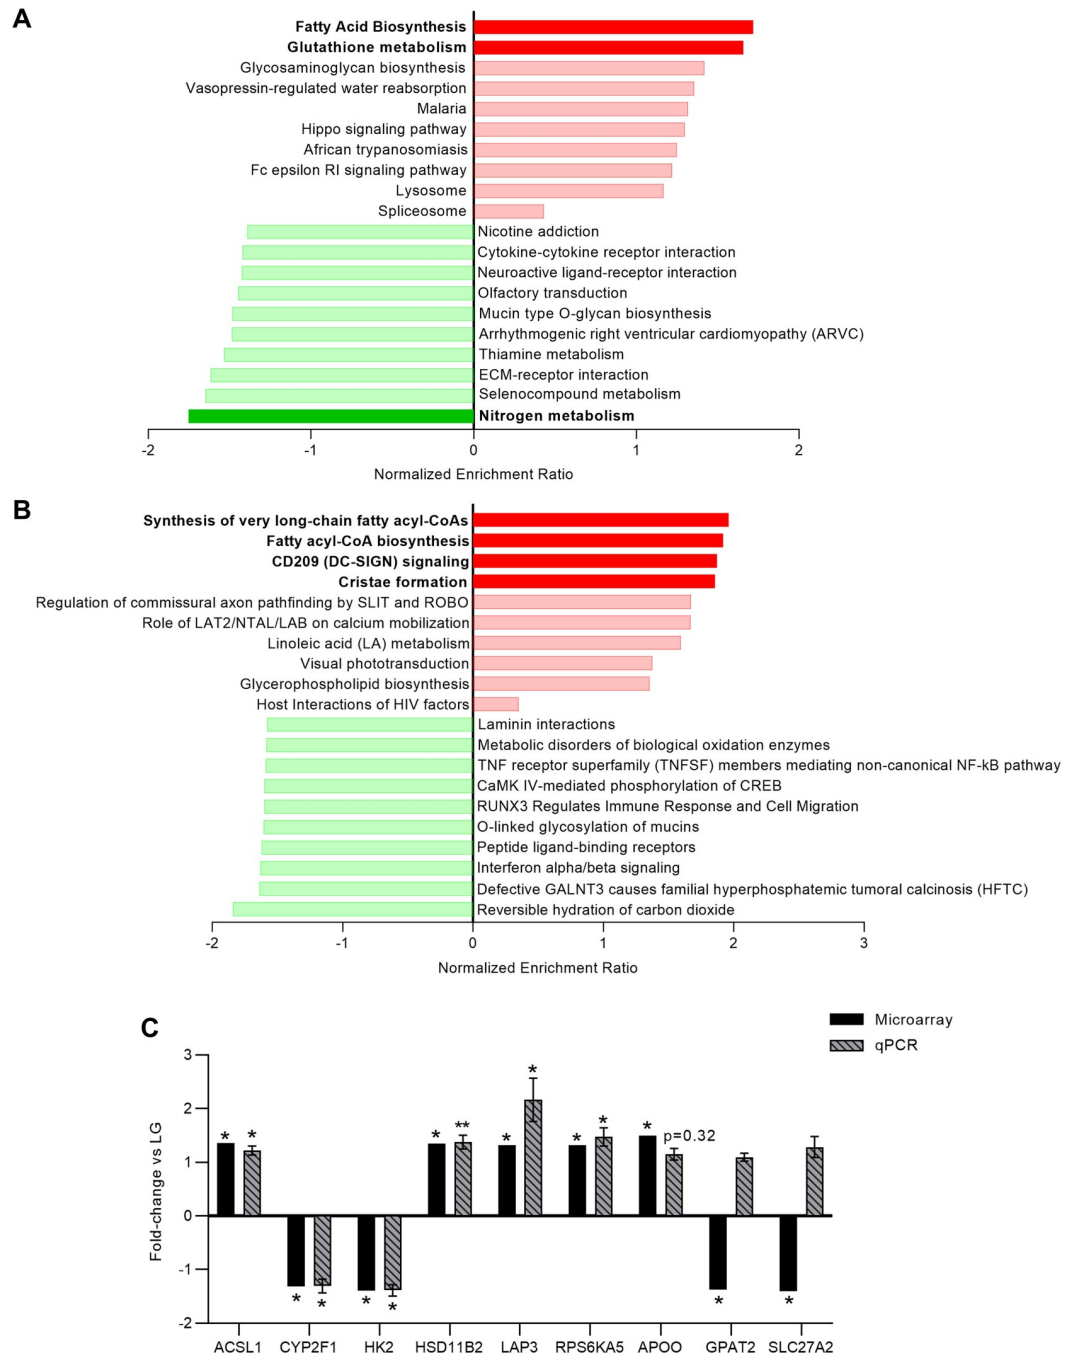 A
Fatty Acid Biosynthesis
Glutathione metabolism
Glycosaminoglycan biosynthesis
Vasopressin-regulated water reabsorption
Malaria
Hippo signaling pathway
African trypanosomiasis
Fc epsilon RI signaling pathway
Lysosome
Spliceosome
Nicotine addiction
Cytokine-cytokine receptor interaction
Neuroactive ligand-receptor interaction
Olfactory transduction
Mucin type O-glycan biosynthesis
Arrhythmogenic right ventricular cardiomyopathy (ARVC)
Thiamine metabolism
ECM-receptor interaction
Selenocompound metabolism
Nitrogen metabolism
-2 -1 0 1 2
Normalized Enrichment Ratio
B
Synthesis of very long-chain fatty acyl-CoAs
Fatty acyl-CoA biosynthesis
CD209 (DC-SIGN) signaling
Cristae formation
Regulation of commissural axon pathfinding by SLIT and ROBO
Role of LAT2/NTAL/LAB on calcium mobilization
Linoleic acid (LA) metabolism
Visual phototransduction
Glycerophospholipid biosynthesis
Host Interactions of HIV factors
Laminin interactions
Metabolic disorders of biological oxidation enzymes
TNF receptor superfamily (TNFSF) members mediating non-canonical NF-kB pathway
CaMK IV-mediated phosphorylation of CREB
RUNX3 Regulates Immune Response and Cell Migration
O-linked glycosylation of mucins
Peptide ligand-binding receptors
Interferon alpha/beta signaling
Defective GALNT3 causes familial hyperphosphatemic tumoral calcinosis (HFTC)
Reversible hydration of carbon dioxide
-2 -1 0 1 2 3
Normalized Enrichment Ratio
C
Microarray
qPCR
Fold-change vs LG
3
2
1
0
-1
-2
* * * ** * * * * * p=0.32
* * * * * *
ACSL1 CYP2F1 HK2 HSD11B2 LAP3 RPS6KA5 APOO GPAT2 SLC27A2